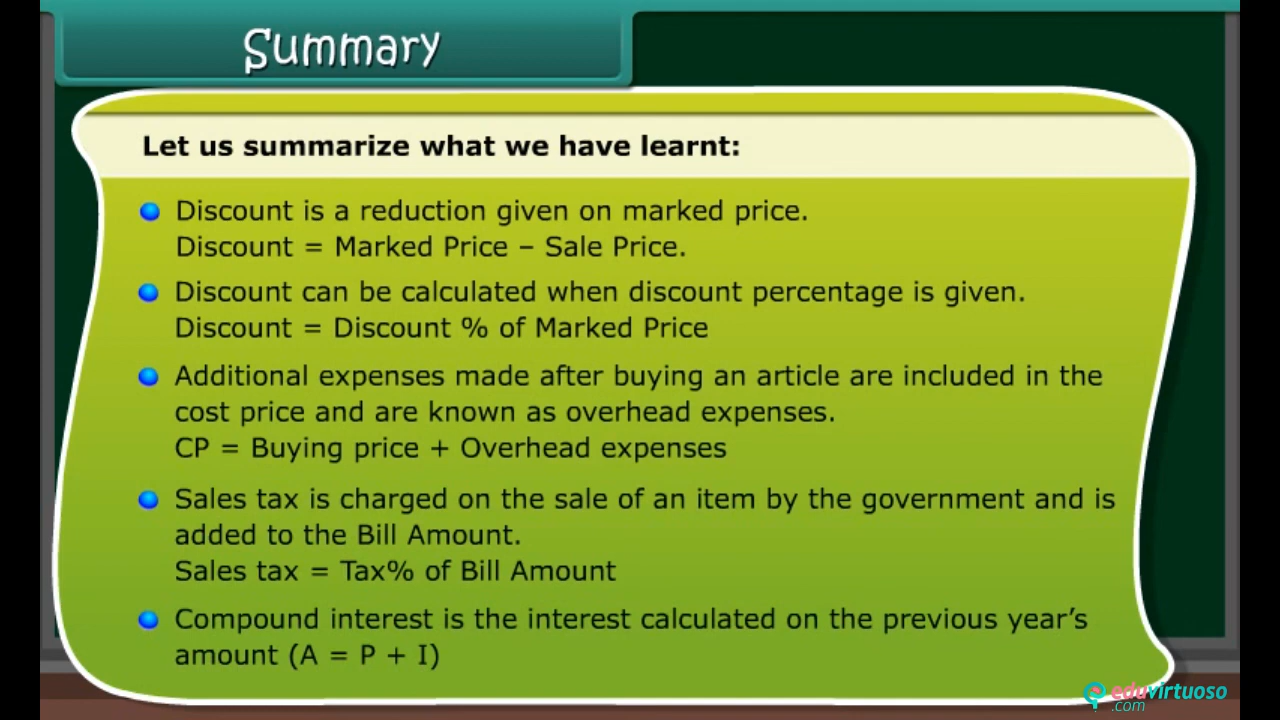 Summary
Let us summarize what we have learnt:
Discount is a reduction given on marked price.
Discount = Marked Price – Sale Price.
Discount can be calculated when discount percentage is given.
Discount = Discount % of Marked Price
Additional expenses made after buying an article are included in the
cost price and are known as overhead expenses.
CP = Buying price + Overhead expenses
Sales tax is charged on the sale of an item by the government and is
added to the Bill Amount.
Sales tax = Tax% of Bill Amount
Compound interest is the interest calculated on the previous year’s
amount (A = P + I)
eduvirtuoso
.com